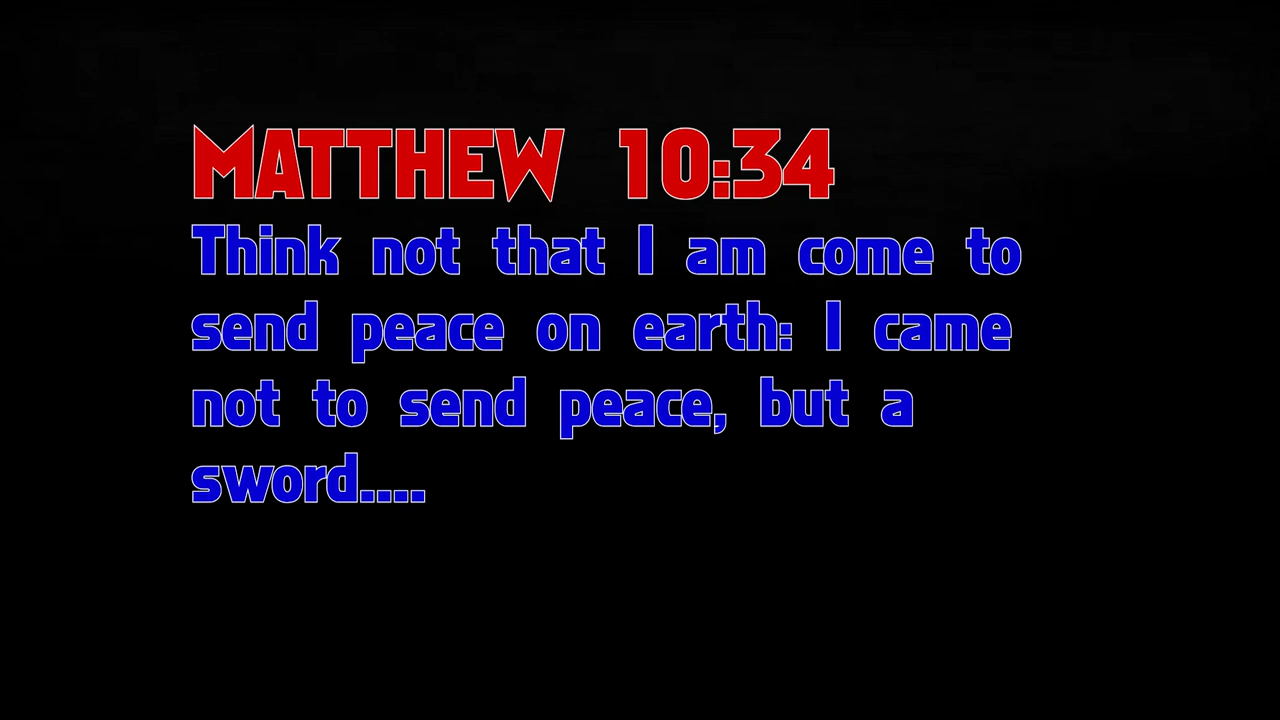 MATTHEW 10:34
Think not that I am come to
send peace on earth: I came
not to send peace, but a
sword....